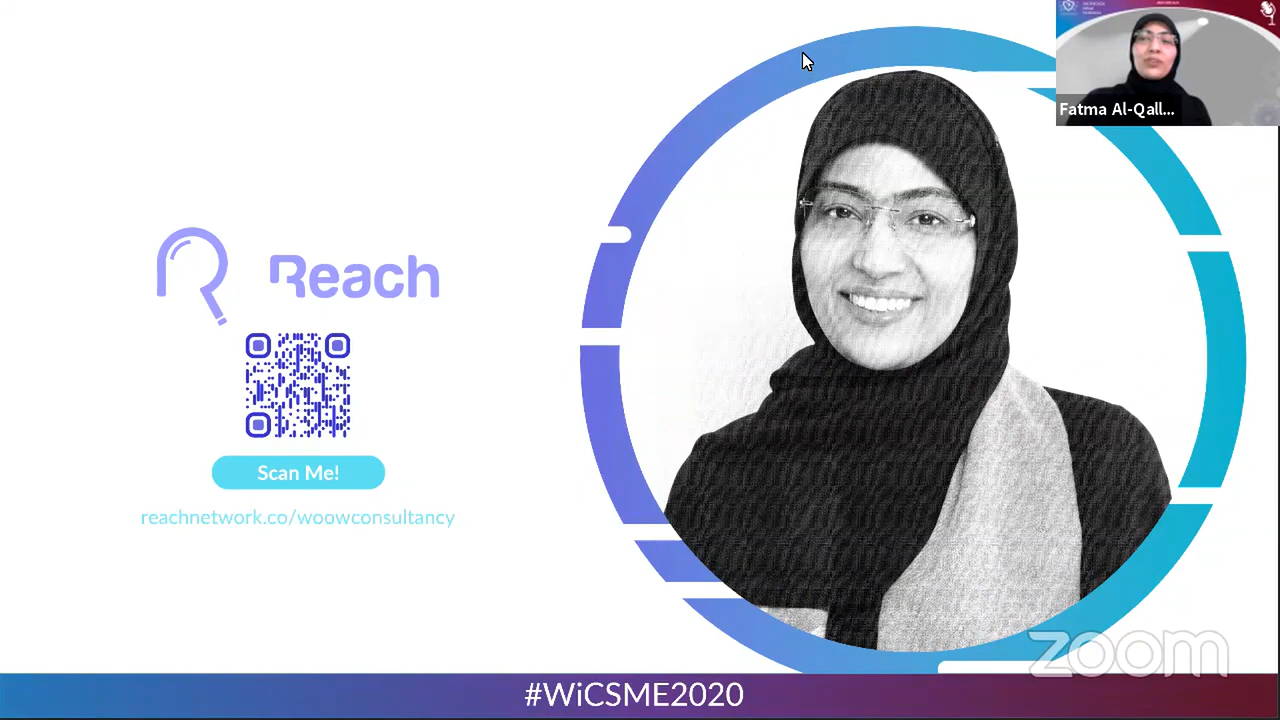 Reach
Scan Me!
reachnetwork.co/woowconsultancy
Fatma Al-Qall...
zoom
#WiCSME2020